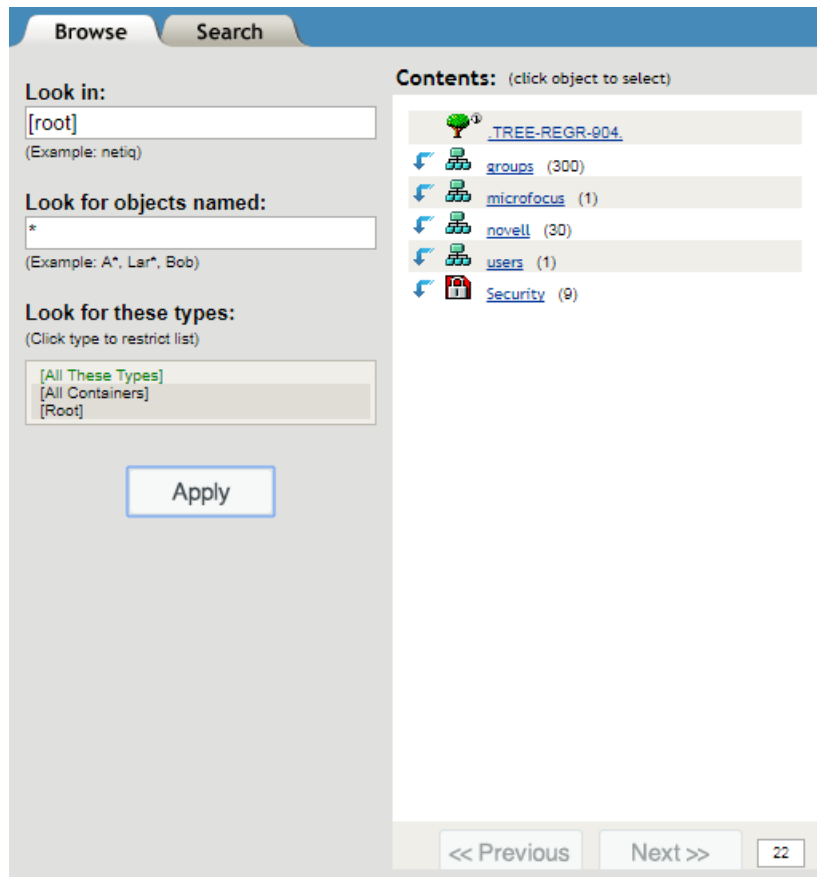 Browse
Search
Look in:
[root]
(Example: netiq)
Look for objects named:
*
(Example: A*, Lar*, Bob)
Look for these types:
(Click type to restrict list)
[All These Types]
[All Containers]
[Root]
Apply
Contents: (click object to select)
.TREE-REGR-904.
groups (300)
microfocus (1)
novell (30)
users (1)
Security (9)
<< Previous
Next >>
22